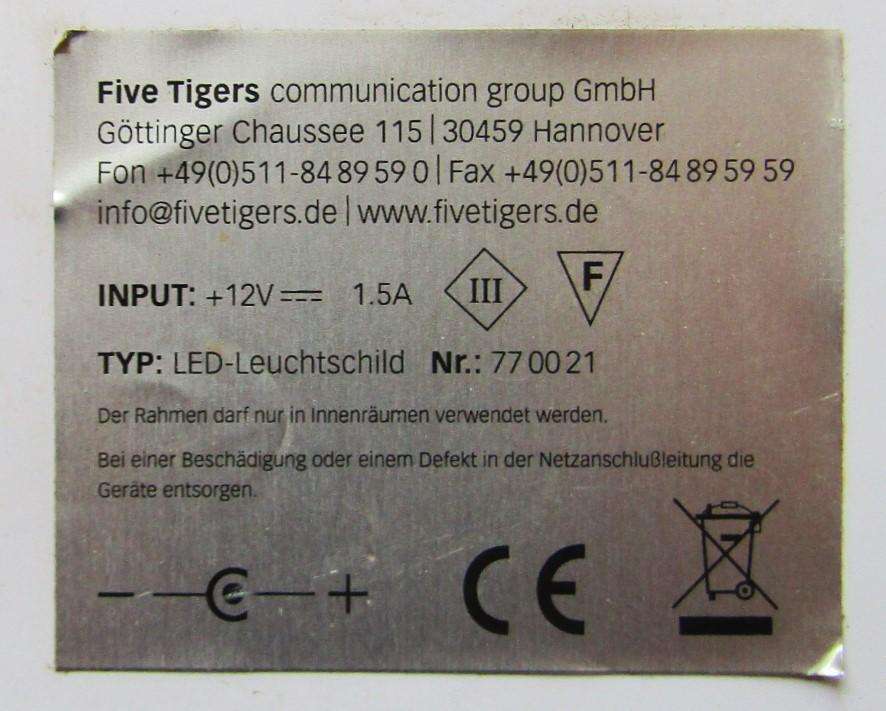 Five Tigers communication group GmbH
Göttinger Chaussee 115 | 30459 Hannover
Fon +49(0)511-84 89 59 0 | Fax +49(0)511-84 89 59 59
info@fivetigers.de | www.fivetigers.de
INPUT: +12V ⎓ 1.5A III F
TYP: LED-Leuchtschild Nr.: 77 00 21
Der Rahmen darf nur in Innenräumen verwendet werden.
Bei einer Beschädigung oder einem Defekt in der Netzanschlußleitung die
Geräte entsorgen.
− + CE